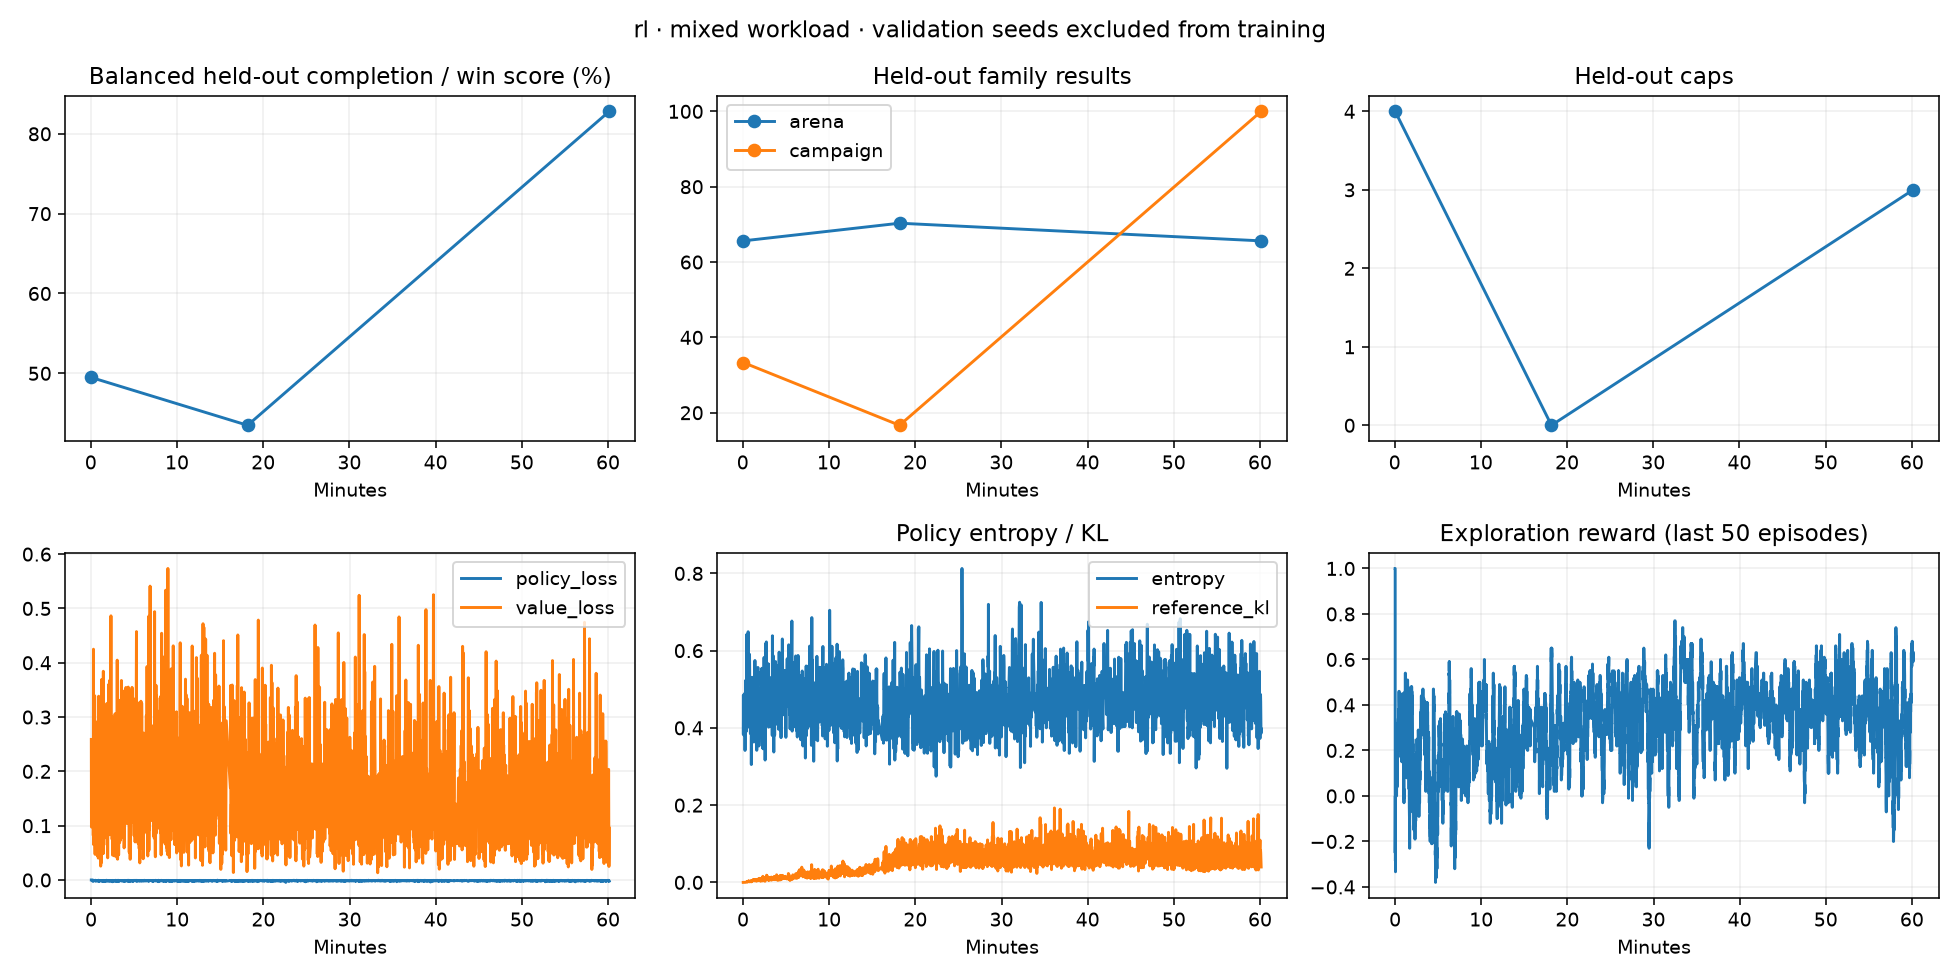 rl · mixed workload · validation seeds excluded from training
Balanced held-out completion / win score (%)
80
70
60
50
0 10 20 30 40 50 60
Minutes
Held-out family results
arena
campaign
100
80
60
40
20
0 10 20 30 40 50 60
Minutes
Held-out caps
4
3
2
1
0
0 10 20 30 40 50 60
Minutes
policy_loss
value_loss
0.6
0.5
0.4
0.3
0.2
0.1
0.0
0 10 20 30 40 50 60
Minutes
Policy entropy / KL
entropy
reference_kl
0.8
0.6
0.4
0.2
0.0
0 10 20 30 40 50 60
Minutes
Exploration reward (last 50 episodes)
1.0
0.8
0.6
0.4
0.2
0.0
−0.2
−0.4
0 10 20 30 40 50 60
Minutes